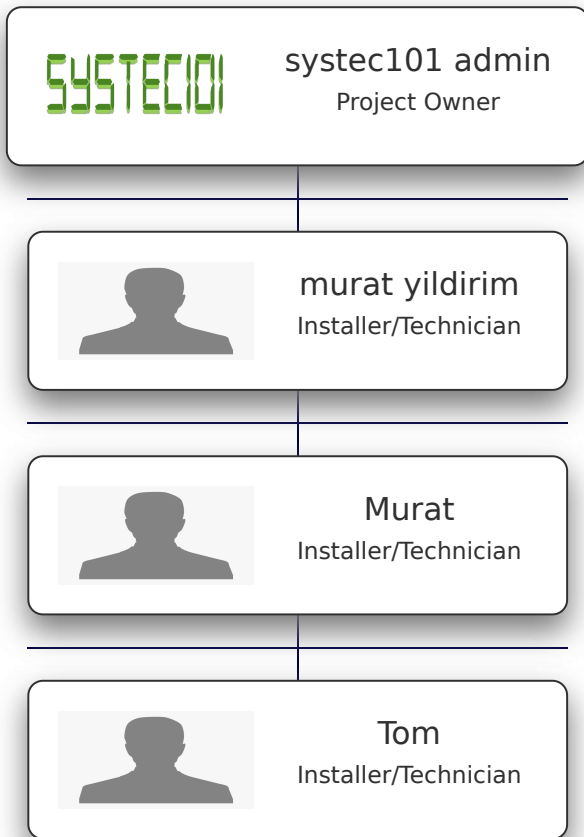 SYSTEC101
systec101 admin
Project Owner
murat yildirim
Installer/Technician
Murat
Installer/Technician
Tom
Installer/Technician